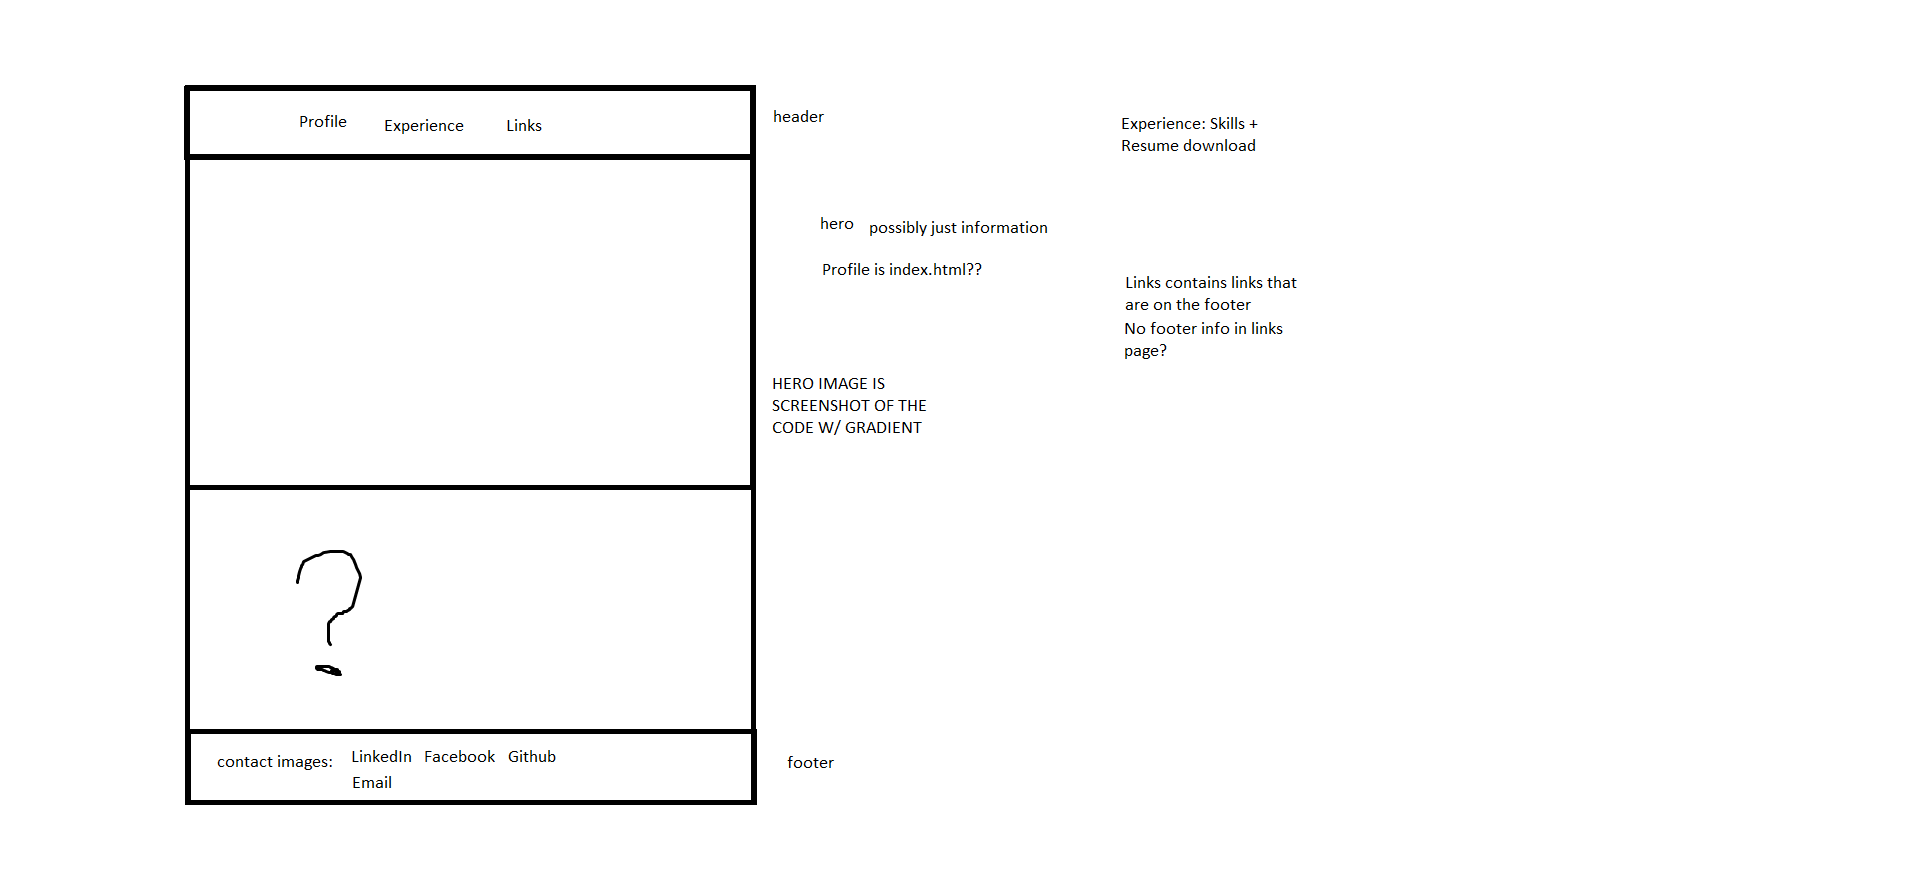 Profile Experience Links
header
Experience: Skills +
Resume download
hero possibly just information
Profile is index.html??
Links contains links that
are on the footer
No footer info in links
page?
HERO IMAGE IS
SCREENSHOT OF THE
CODE W/ GRADIENT
?
contact images: LinkedIn Facebook Github
Email
footer